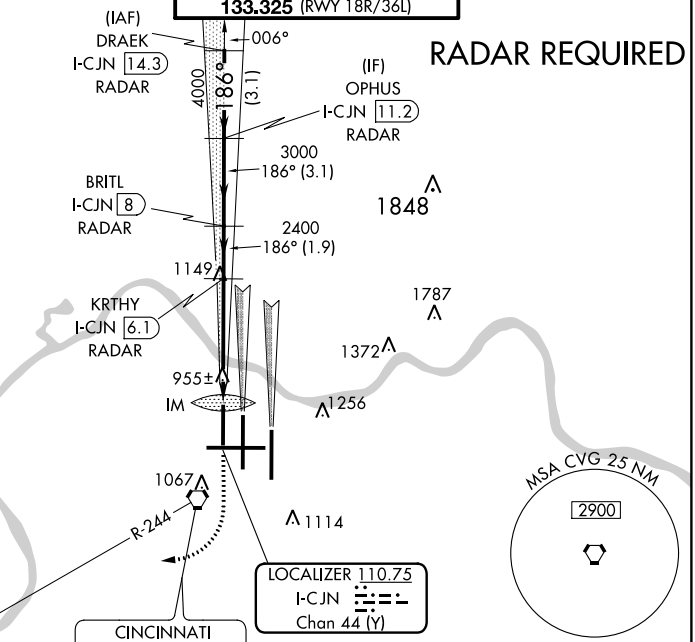 133.325 (RWY 18R/36L)
(IAF)
DRAEK
I-CJN 14.3
RADAR
006°
4000
186°
(3.1)
RADAR REQUIRED
(IF)
OPHUS
I-CJN 11.2
RADAR
3000
186° (3.1)
BRITL
I-CJN 8
RADAR
1848
2400
186° (1.9)
1149
KRTHY
I-CJN 6.1
RADAR
1787
1372
955±
IM
1256
1067
R-244
1114
MSA CVG 25 NM
2900
LOCALIZER 110.75
I-CJN
Chan 44 (Y)
CINCINNATI